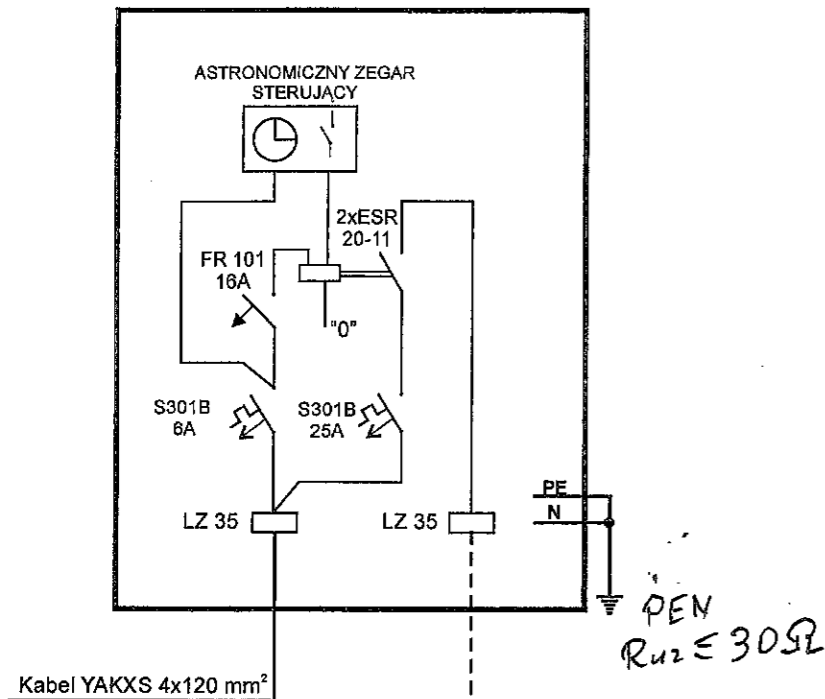 ASTRONOMICZNY ZEGAR
STERUJĄCY
2xESR
20-11
FR 101
16A
"0"
S301B
6A
S301B
25A
PE
N
LZ 35
LZ 35
PEN
Ruz ≤ 30Ω
Kabel YAKXS 4x120 mm²